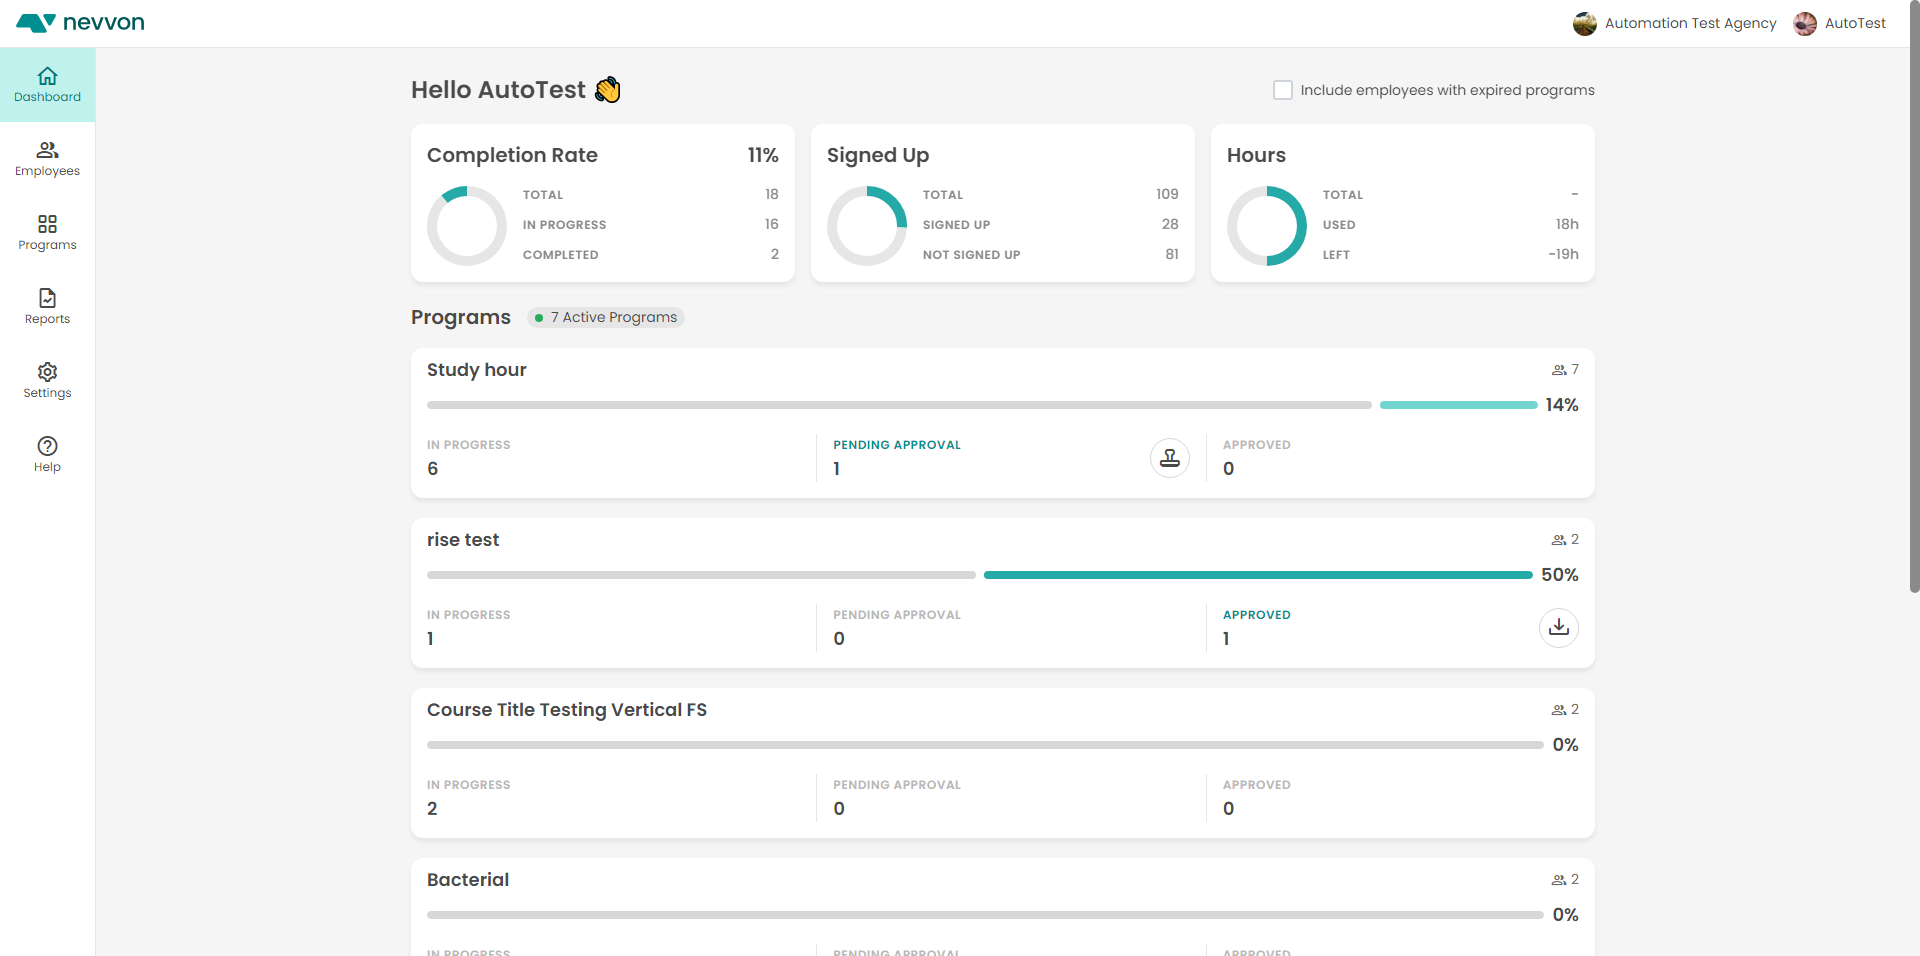 nevvon
Automation Test Agency
AutoTest
Dashboard
Employees
Programs
Reports
Settings
Help
Hello AutoTest 👋
Include employees with expired programs
Completion Rate 11%
TOTAL 18
IN PROGRESS 16
COMPLETED 2
Signed Up
TOTAL 109
SIGNED UP 28
NOT SIGNED UP 81
Hours
TOTAL -
USED 18h
LEFT -19h
Programs
7 Active Programs
Study hour 7
14%
IN PROGRESS PENDING APPROVAL APPROVED
6 1 0
rise test 2
50%
IN PROGRESS PENDING APPROVAL APPROVED
1 0 1
Course Title Testing Vertical FS 2
0%
IN PROGRESS PENDING APPROVAL APPROVED
2 0 0
Bacterial 2
0%
IN PROGRESS PENDING APPROVAL APPROVED